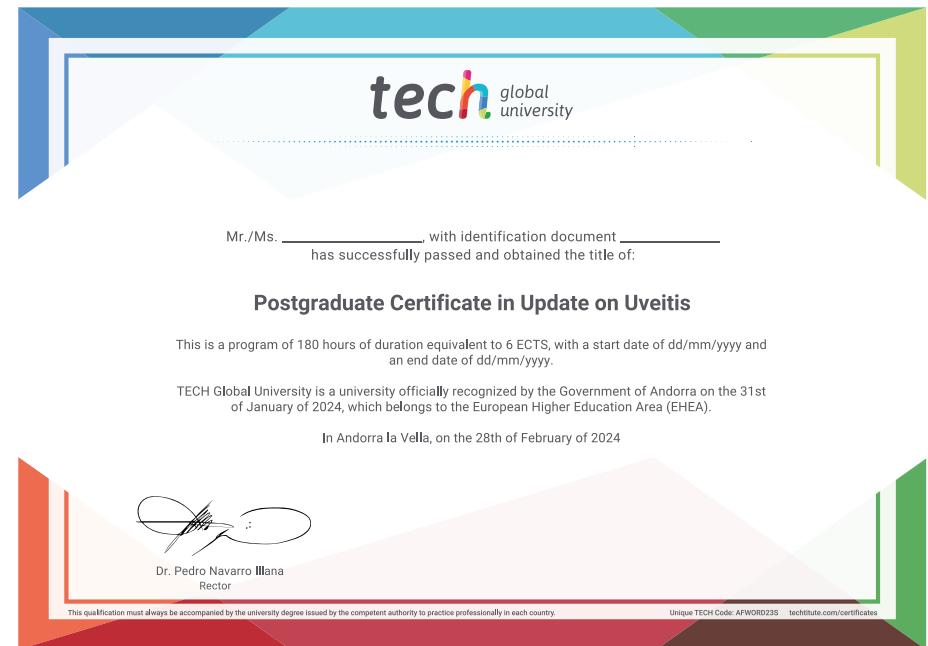 tech global university
Mr./Ms. ____________________, with identification document ______________
has successfully passed and obtained the title of:
Postgraduate Certificate in Update on Uveitis
This is a program of 180 hours of duration equivalent to 6 ECTS, with a start date of dd/mm/yyyy and
an end date of dd/mm/yyyy.
TECH Global University is a university officially recognized by the Government of Andorra on the 31st
of January of 2024, which belongs to the European Higher Education Area (EHEA).
In Andorra la Vella, on the 28th of February of 2024
Dr. Pedro Navarro Illana
Rector
This qualification must always be accompanied by the university degree issued by the competent authority to practice professionally in each country. Unique TECH Code: AFWORD23S techtitute.com/certificates